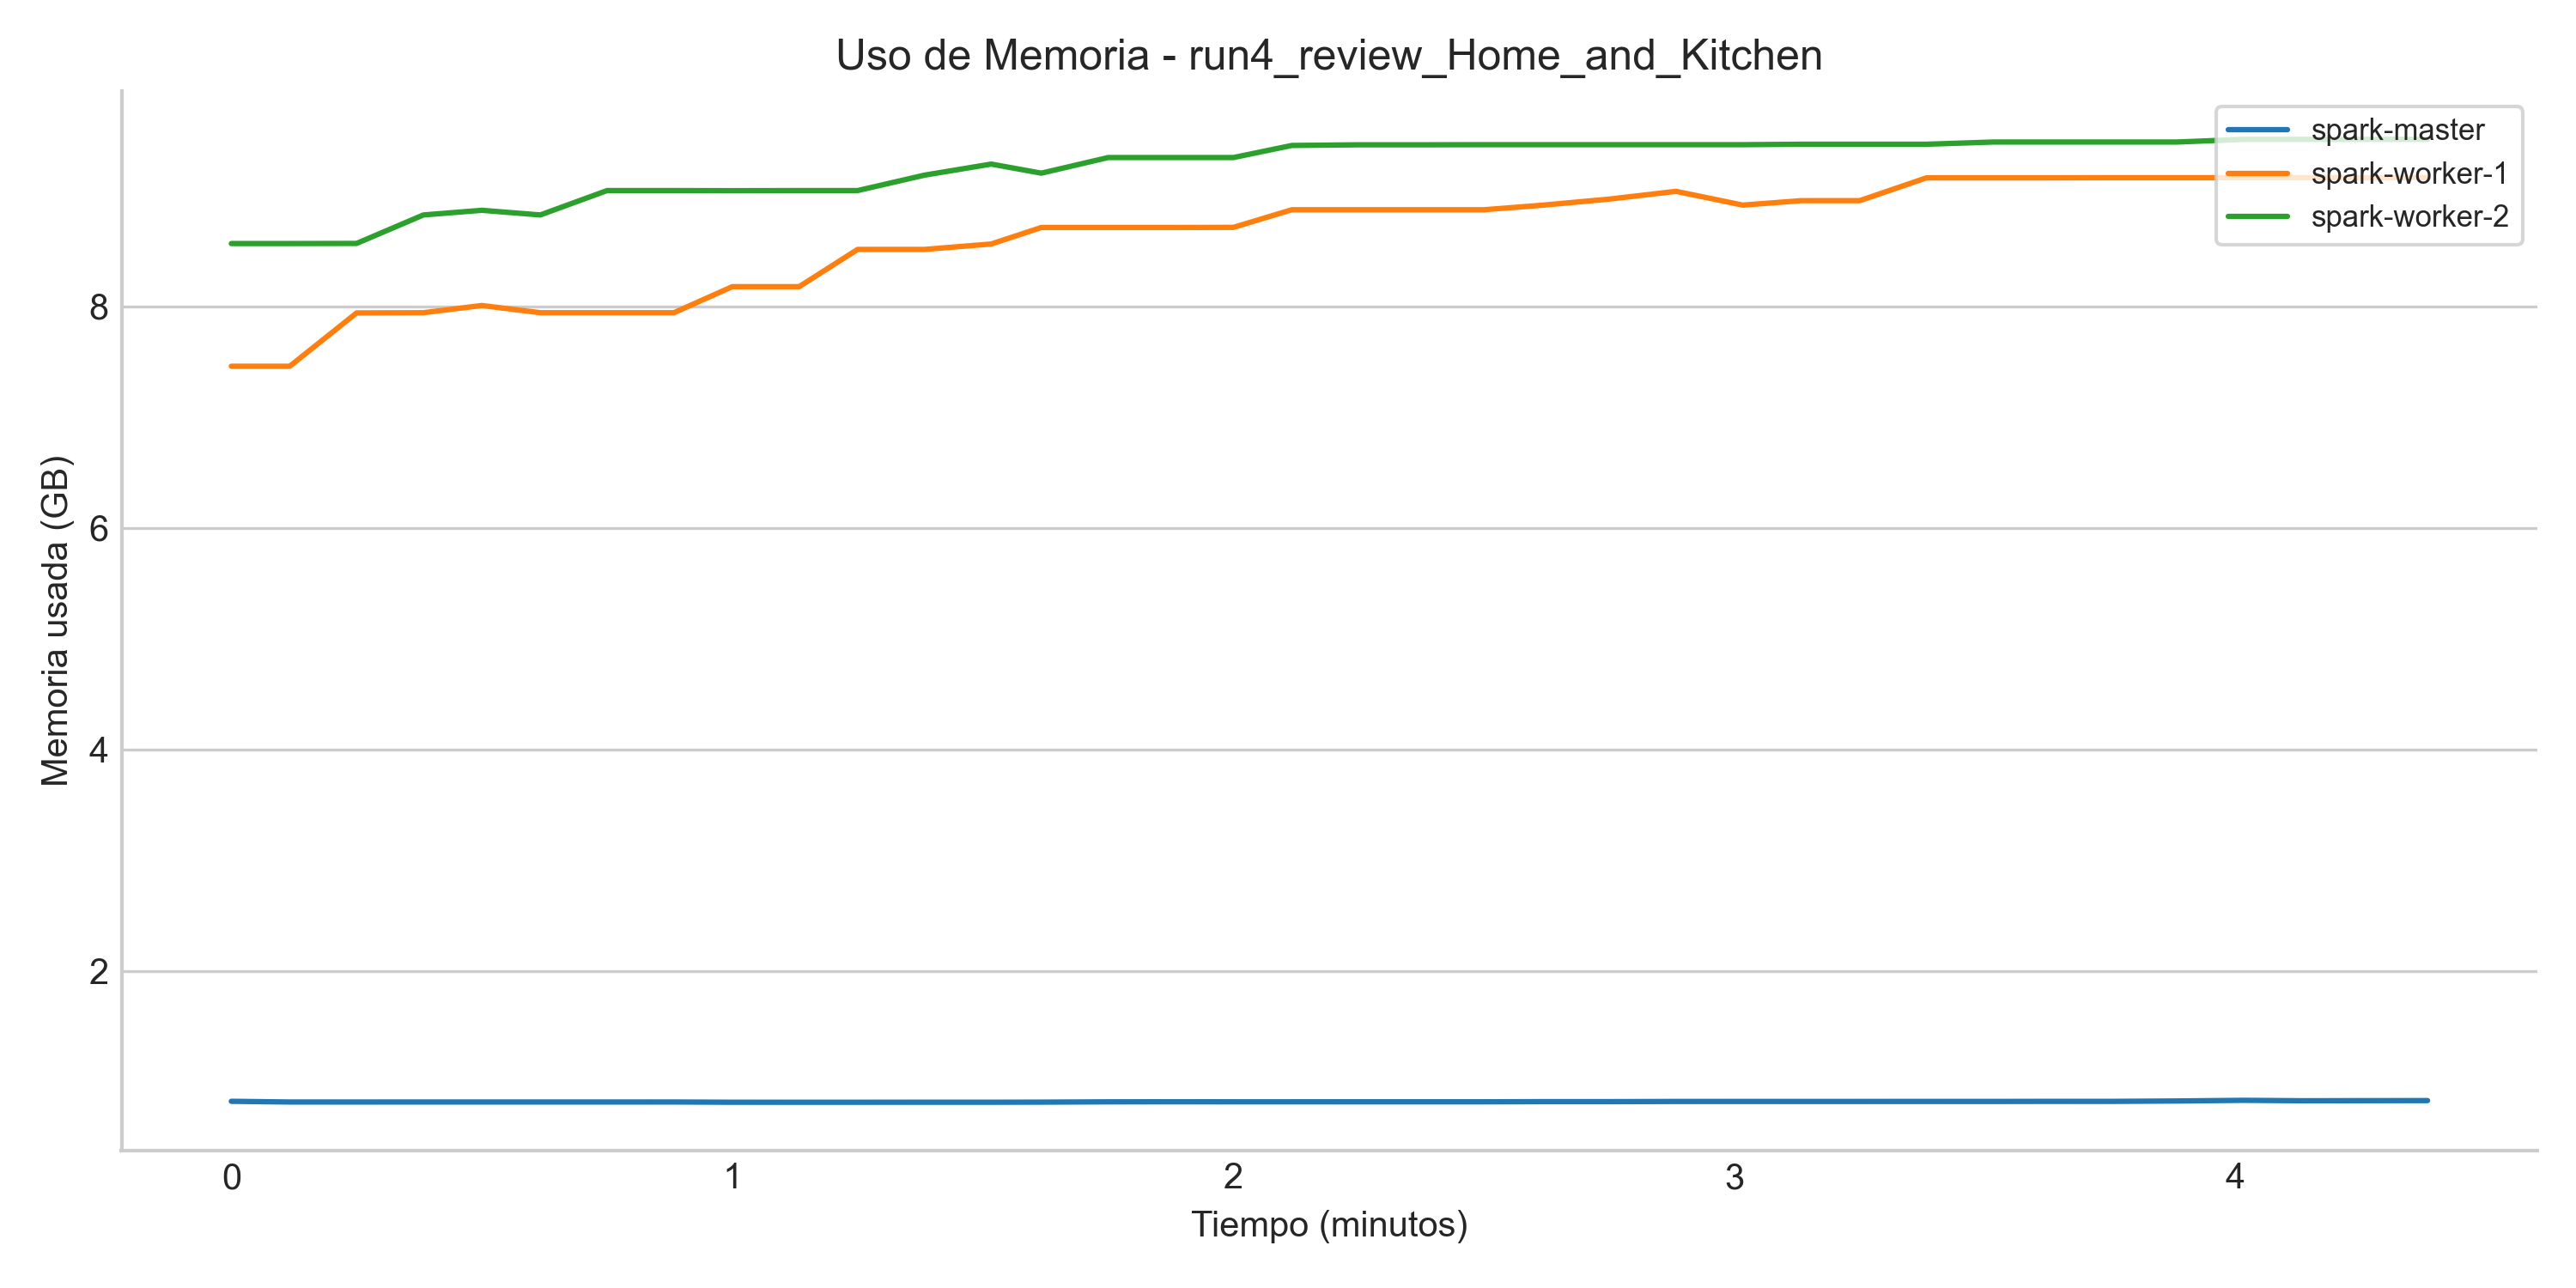 Uso de Memoria - run4_review_Home_and_Kitchen
spark-master
spark-worker-1
spark-worker-2
Memoria usada (GB)
8
6
4
2
0 1 2 3 4
Tiempo (minutos)